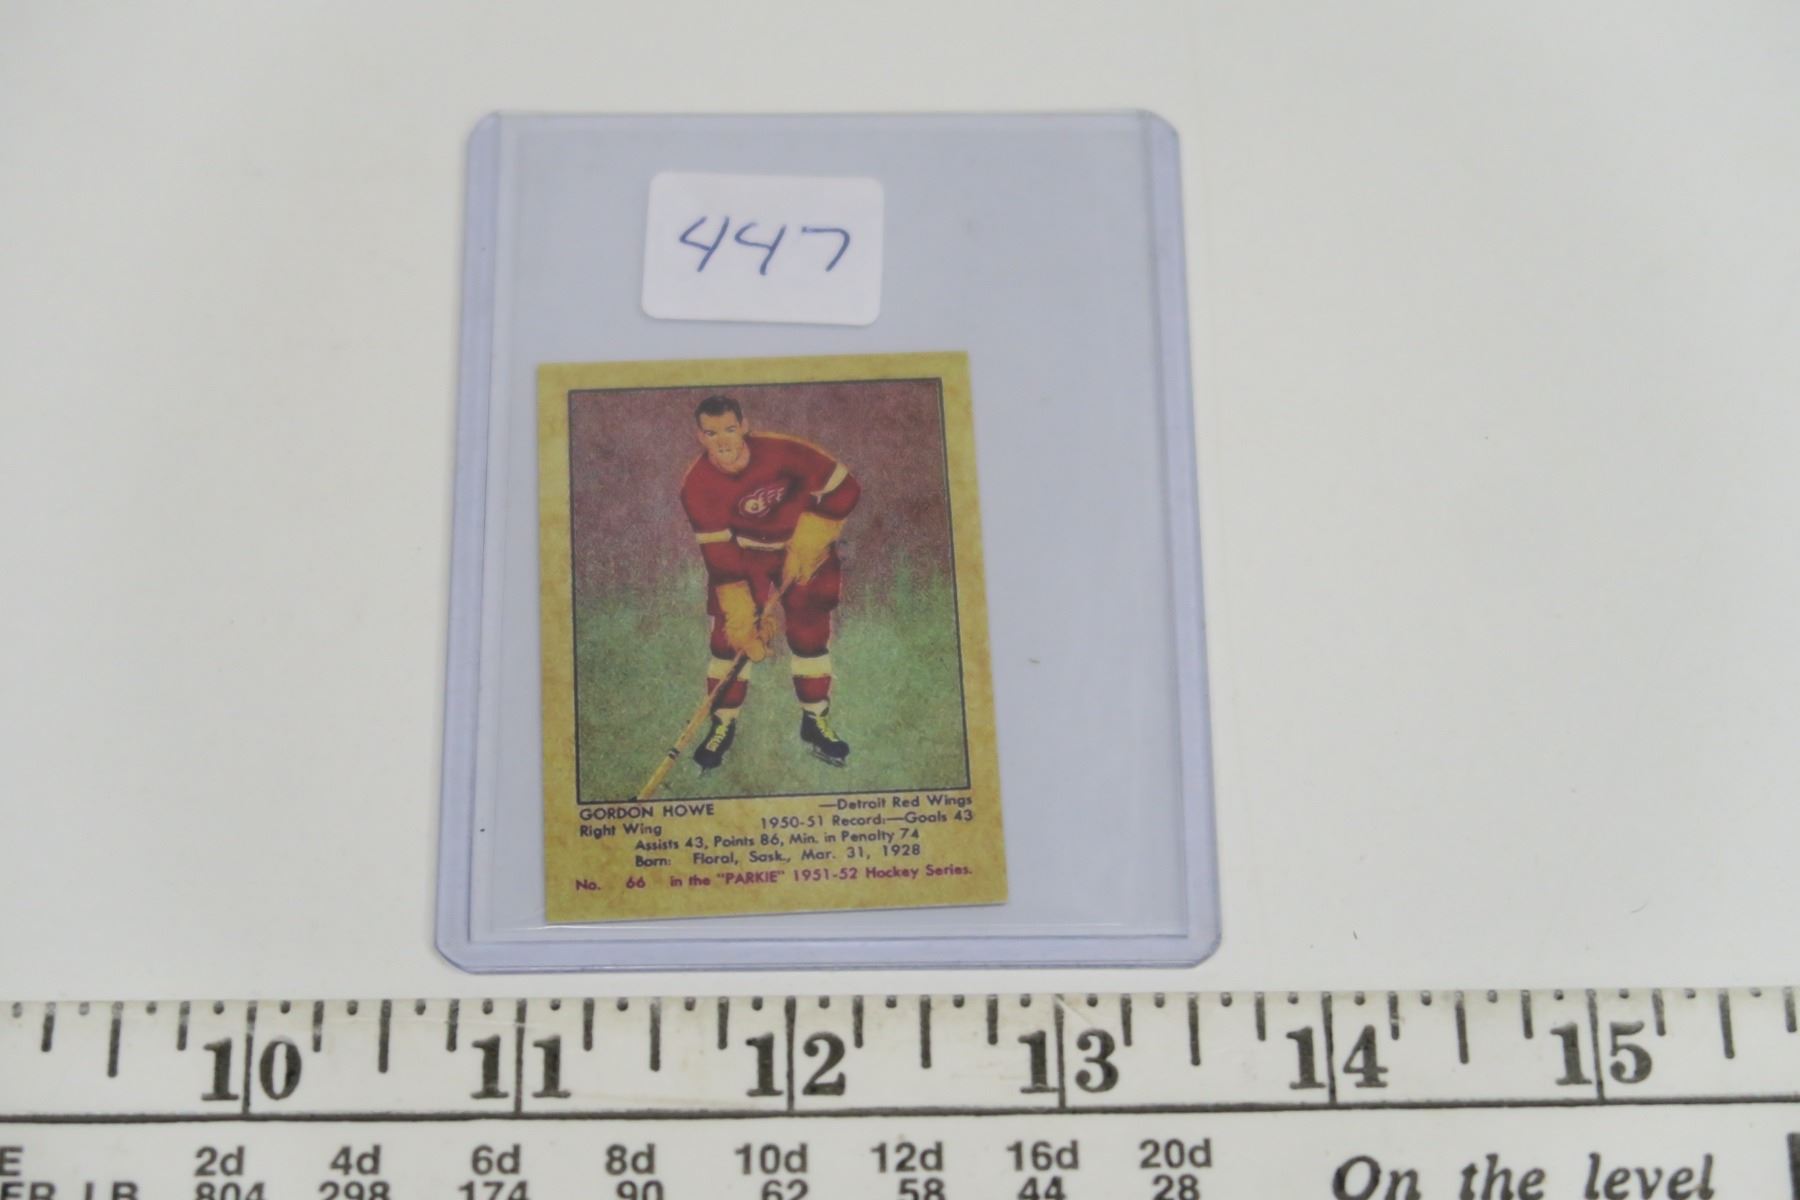 447
GORDON HOWE —Detroit Red Wings
Right Wing 1950-51 Record:—Goals 43
Assists 43, Points 86, Min. in Penalty 74
Born: Floral, Sask., Mar. 31, 1928
No. 66 in the "PARKIE" 1951-52 Hockey Series.
10 11 12 13 14 15
E 2d 4d 6d 8d 10d 12d 16d 20d
ER LB 804 298 174 90 62 58 44 28
On the level